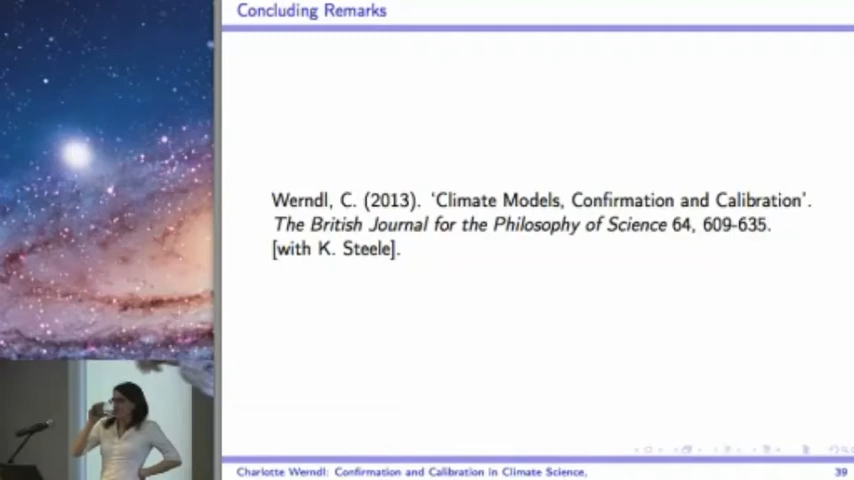 Concluding Remarks
Werndl, C. (2013). 'Climate Models, Confirmation and Calibration'.
The British Journal for the Philosophy of Science 64, 609-635.
[with K. Steele].
Charlotte Werndl: Confirmation and Calibration in Climate Science,
39